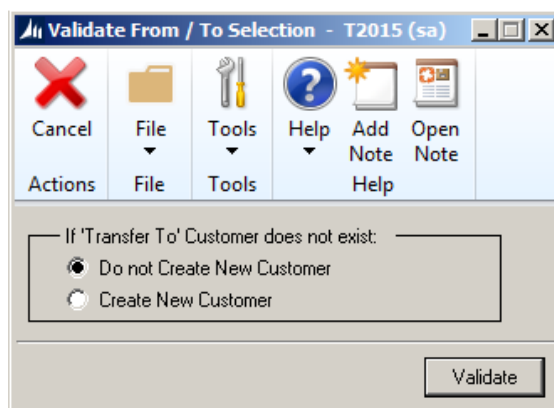 Validate From / To Selection - T2015 (sa)
Cancel File Tools Help Add Note Open Note
Actions File Tools Help
If 'Transfer To' Customer does not exist:
Do not Create New Customer
Create New Customer
Validate